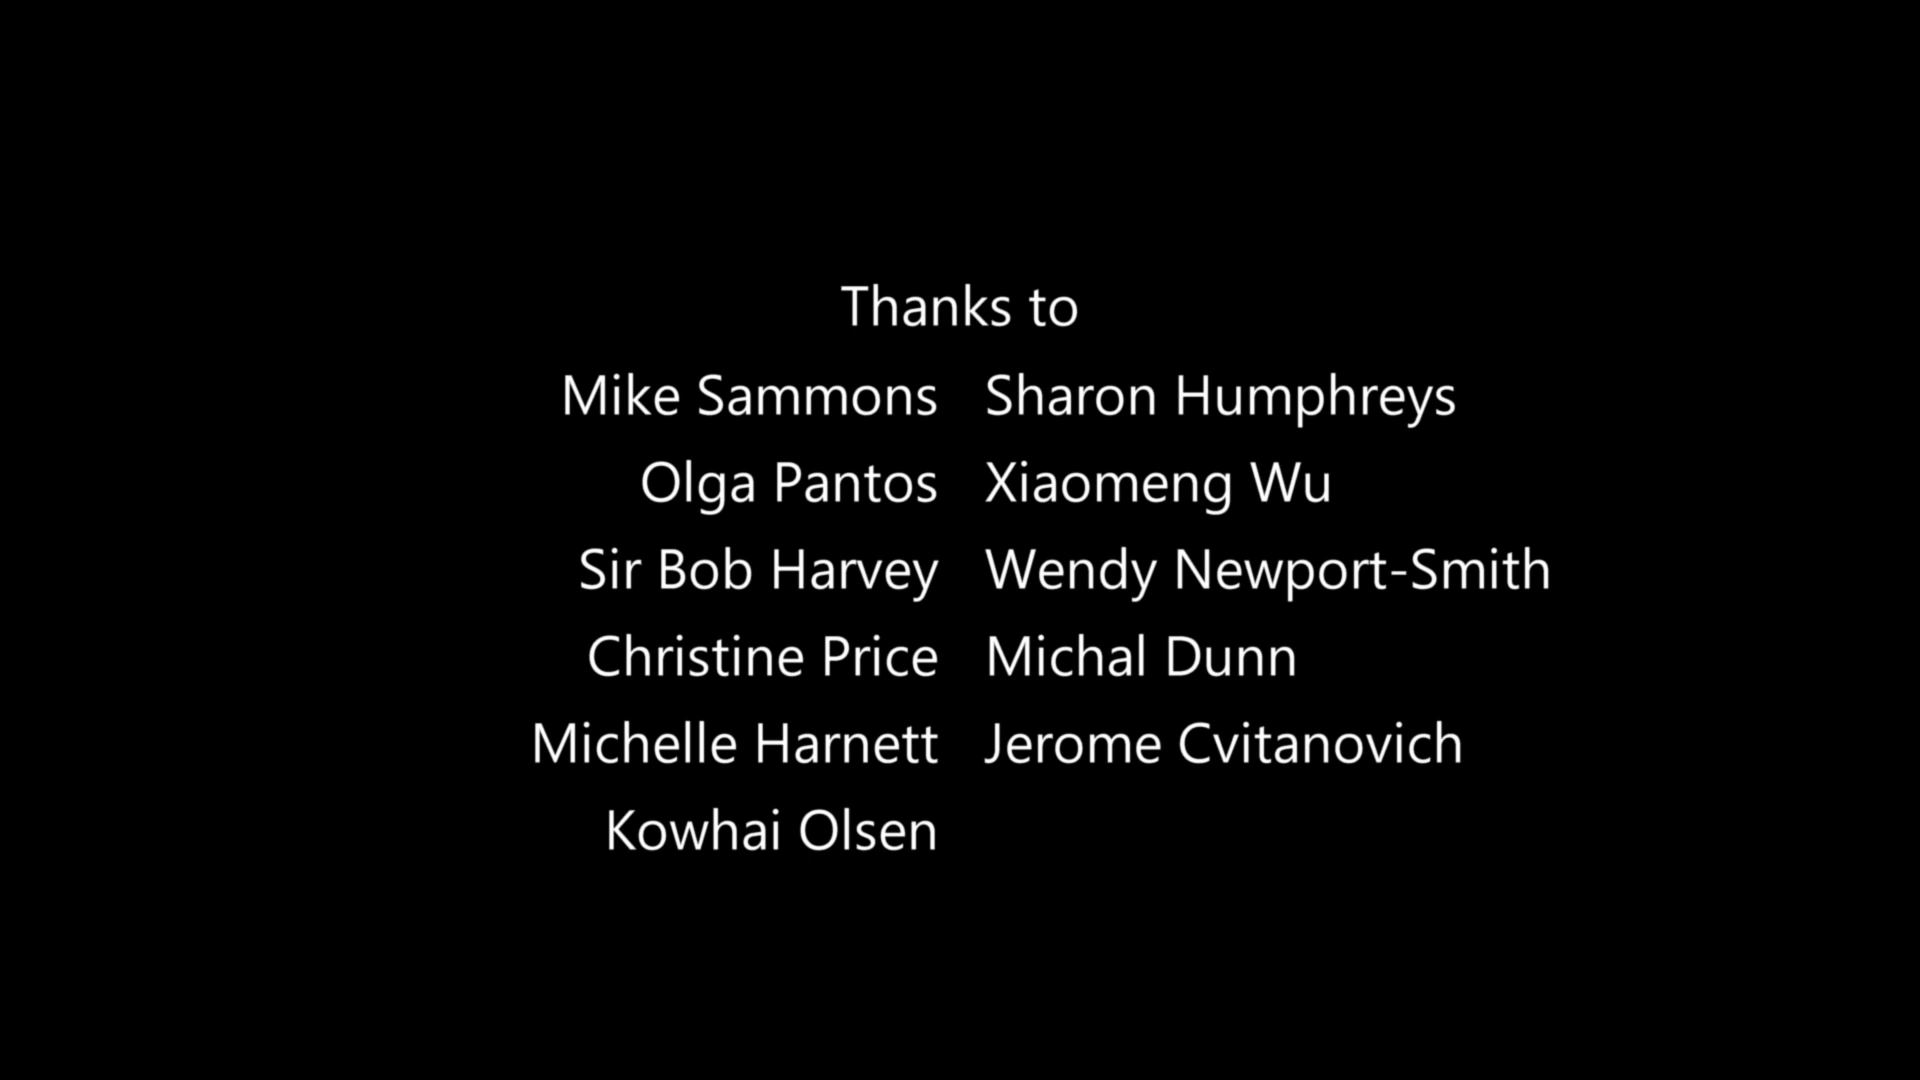 Thanks to
Mike Sammons Sharon Humphreys
Olga Pantos Xiaomeng Wu
Sir Bob Harvey Wendy Newport-Smith
Christine Price Michal Dunn
Michelle Harnett Jerome Cvitanovich
Kowhai Olsen